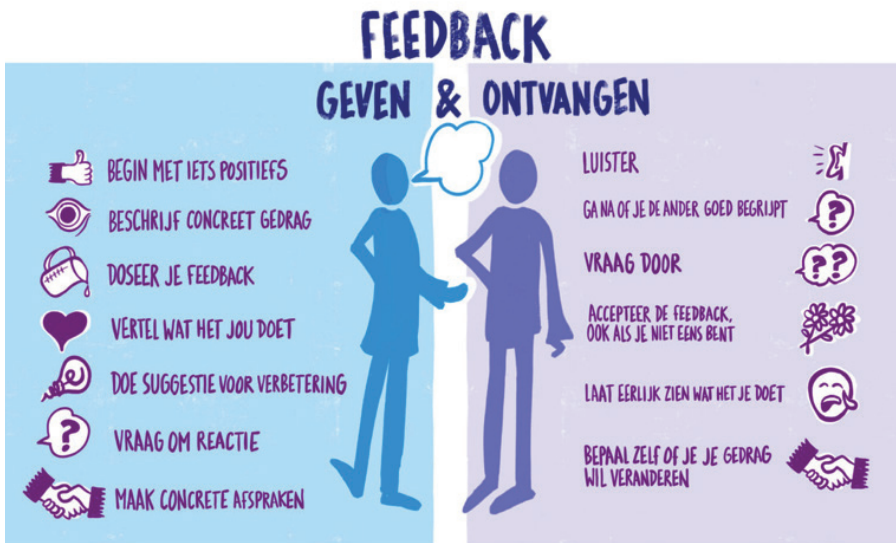 FEEDBACK
GEVEN & ONTVANGEN
BEGIN MET IETS POSITIEFS
BESCHRIJF CONCREET GEDRAG
DOSEER JE FEEDBACK
VERTEL WAT HET JOU DOET
DOE SUGGESTIE VOOR VERBETERING
?
VRAAG OM REACTIE
MAAK CONCRETE AFSPRAKEN
LUISTER
GA NA OF JE DE ANDER GOED BEGRIJPT
?
VRAAG DOOR
??
ACCEPTEER DE FEEDBACK,
OOK ALS JE NIET EENS BENT
LAAT EERLIJK ZIEN WAT HET JE DOET
BEPAAL ZELF OF JE JE GEDRAG
WIL VERANDEREN